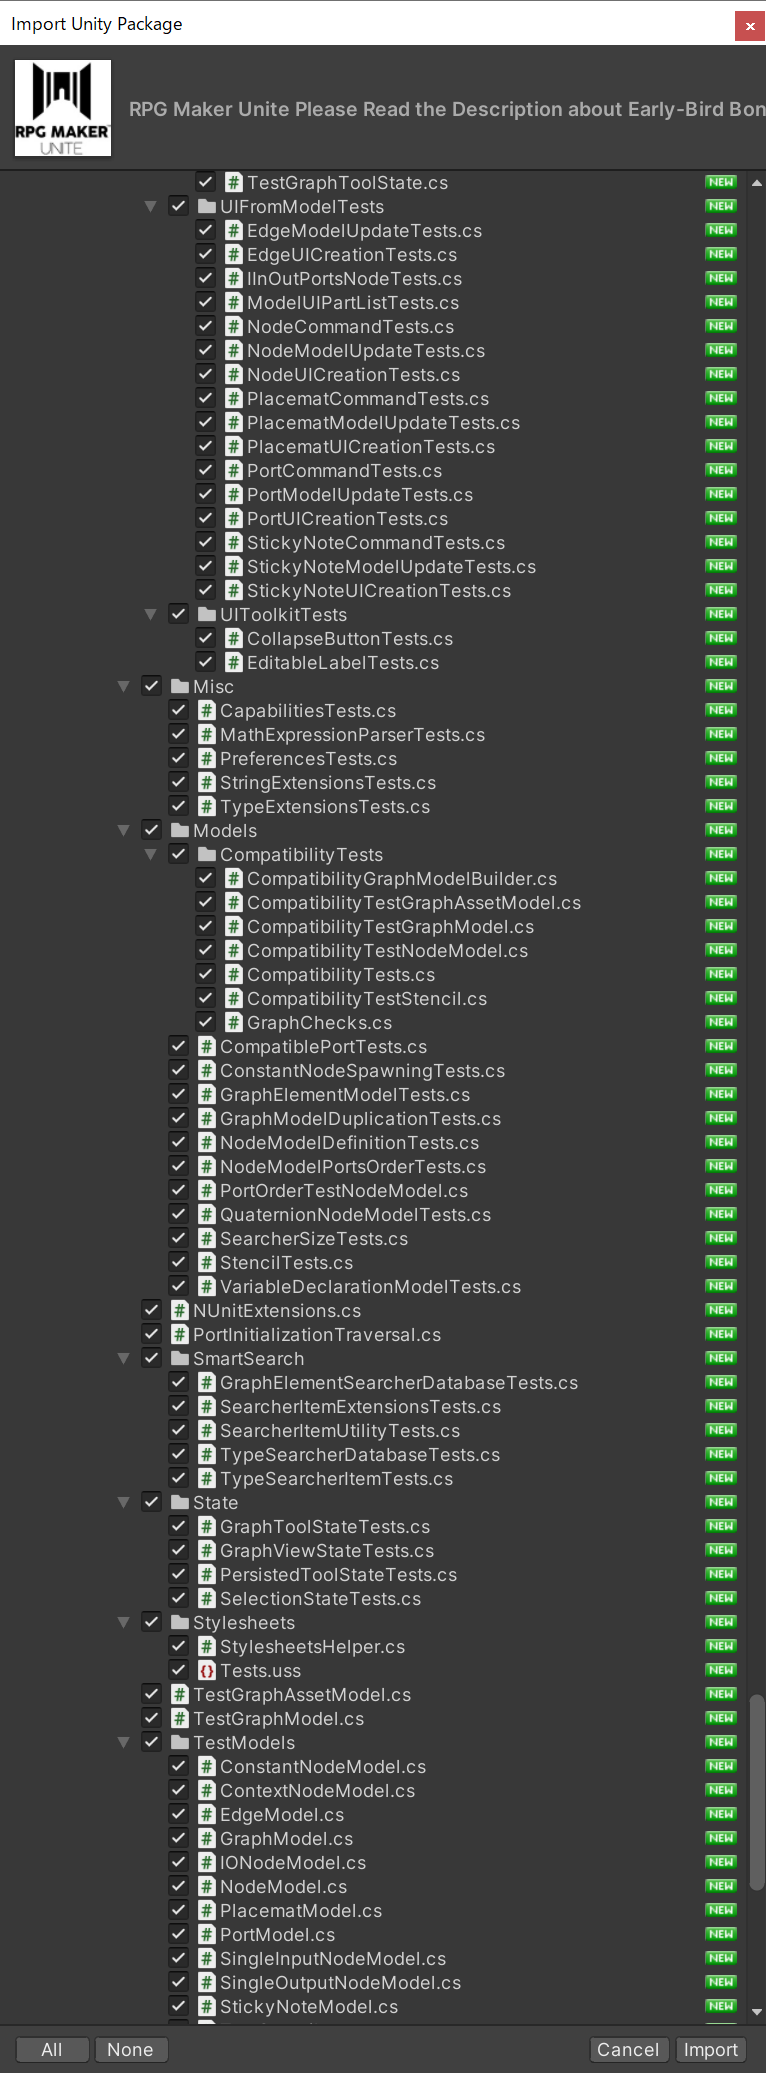 Import Unity Package
x
RPG MAKER
UNITE
RPG Maker Unite Please Read the Description about Early-Bird Bon
TestGraphToolState.cs NEW
UIFromModelTests NEW
EdgeModelUpdateTests.cs NEW
EdgeUICreationTests.cs NEW
IInOutPortsNodeTests.cs NEW
ModelUIPartListTests.cs NEW
NodeCommandTests.cs NEW
NodeModelUpdateTests.cs NEW
NodeUICreationTests.cs NEW
PlacematCommandTests.cs NEW
PlacematModelUpdateTests.cs NEW
PlacematUICreationTests.cs NEW
PortCommandTests.cs NEW
PortModelUpdateTests.cs NEW
PortUICreationTests.cs NEW
StickyNoteCommandTests.cs NEW
StickyNoteModelUpdateTests.cs NEW
StickyNoteUICreationTests.cs NEW
UIToolkitTests NEW
CollapseButtonTests.cs NEW
EditableLabelTests.cs NEW
Misc NEW
CapabilitiesTests.cs NEW
MathExpressionParserTests.cs NEW
PreferencesTests.cs NEW
StringExtensionsTests.cs NEW
TypeExtensionsTests.cs NEW
Models NEW
CompatibilityTests NEW
CompatibilityGraphModelBuilder.cs NEW
CompatibilityTestGraphAssetModel.cs NEW
CompatibilityTestGraphModel.cs NEW
CompatibilityTestNodeModel.cs NEW
CompatibilityTests.cs NEW
CompatibilityTestStencil.cs NEW
GraphChecks.cs NEW
CompatiblePortTests.cs NEW
ConstantNodeSpawningTests.cs NEW
GraphElementModelTests.cs NEW
GraphModelDuplicationTests.cs NEW
NodeModelDefinitionTests.cs NEW
NodeModelPortsOrderTests.cs NEW
PortOrderTestNodeModel.cs NEW
QuaternionNodeModelTests.cs NEW
SearcherSizeTests.cs NEW
StencilTests.cs NEW
VariableDeclarationModelTests.cs NEW
NUnitExtensions.cs NEW
PortInitializationTraversal.cs NEW
SmartSearch NEW
GraphElementSearcherDatabaseTests.cs NEW
SearcherItemExtensionsTests.cs NEW
SearcherItemUtilityTests.cs NEW
TypeSearcherDatabaseTests.cs NEW
TypeSearcherItemTests.cs NEW
State NEW
GraphToolStateTests.cs NEW
GraphViewStateTests.cs NEW
PersistedToolStateTests.cs NEW
SelectionStateTests.cs NEW
Stylesheets NEW
StylesheetsHelper.cs NEW
Tests.uss NEW
TestGraphAssetModel.cs NEW
TestGraphModel.cs NEW
TestModels NEW
ConstantNodeModel.cs NEW
ContextNodeModel.cs NEW
EdgeModel.cs NEW
GraphModel.cs NEW
IONodeModel.cs NEW
NodeModel.cs NEW
PlacematModel.cs NEW
PortModel.cs NEW
SingleInputNodeModel.cs NEW
SingleOutputNodeModel.cs NEW
StickyNoteModel.cs NEW
All None Cancel Import